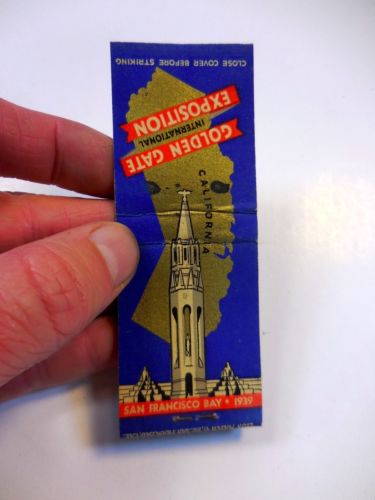 CLOSE COVER BEFORE STRIKING
GOLDEN GATE
INTERNATIONAL
EXPOSITION
CALIFORNIA
SAN FRANCISCO BAY • 1939